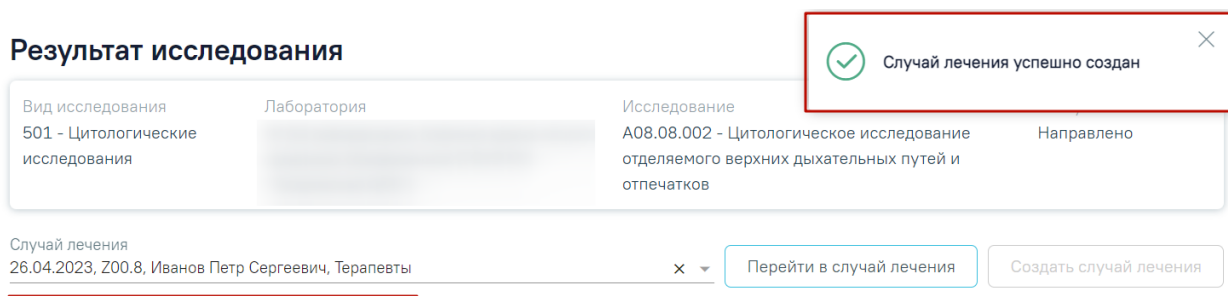 Результат исследования
Случай лечения успешно создан
Вид исследования
501 - Цитологические
исследования
Лаборатория
Исследование
A08.08.002 - Цитологическое исследование
отделяемого верхних дыхательных путей и
отпечатков
Направлено
Случай лечения
26.04.2023, Z00.8, Иванов Петр Сергеевич, Терапевты
Перейти в случай лечения
Создать случай лечения